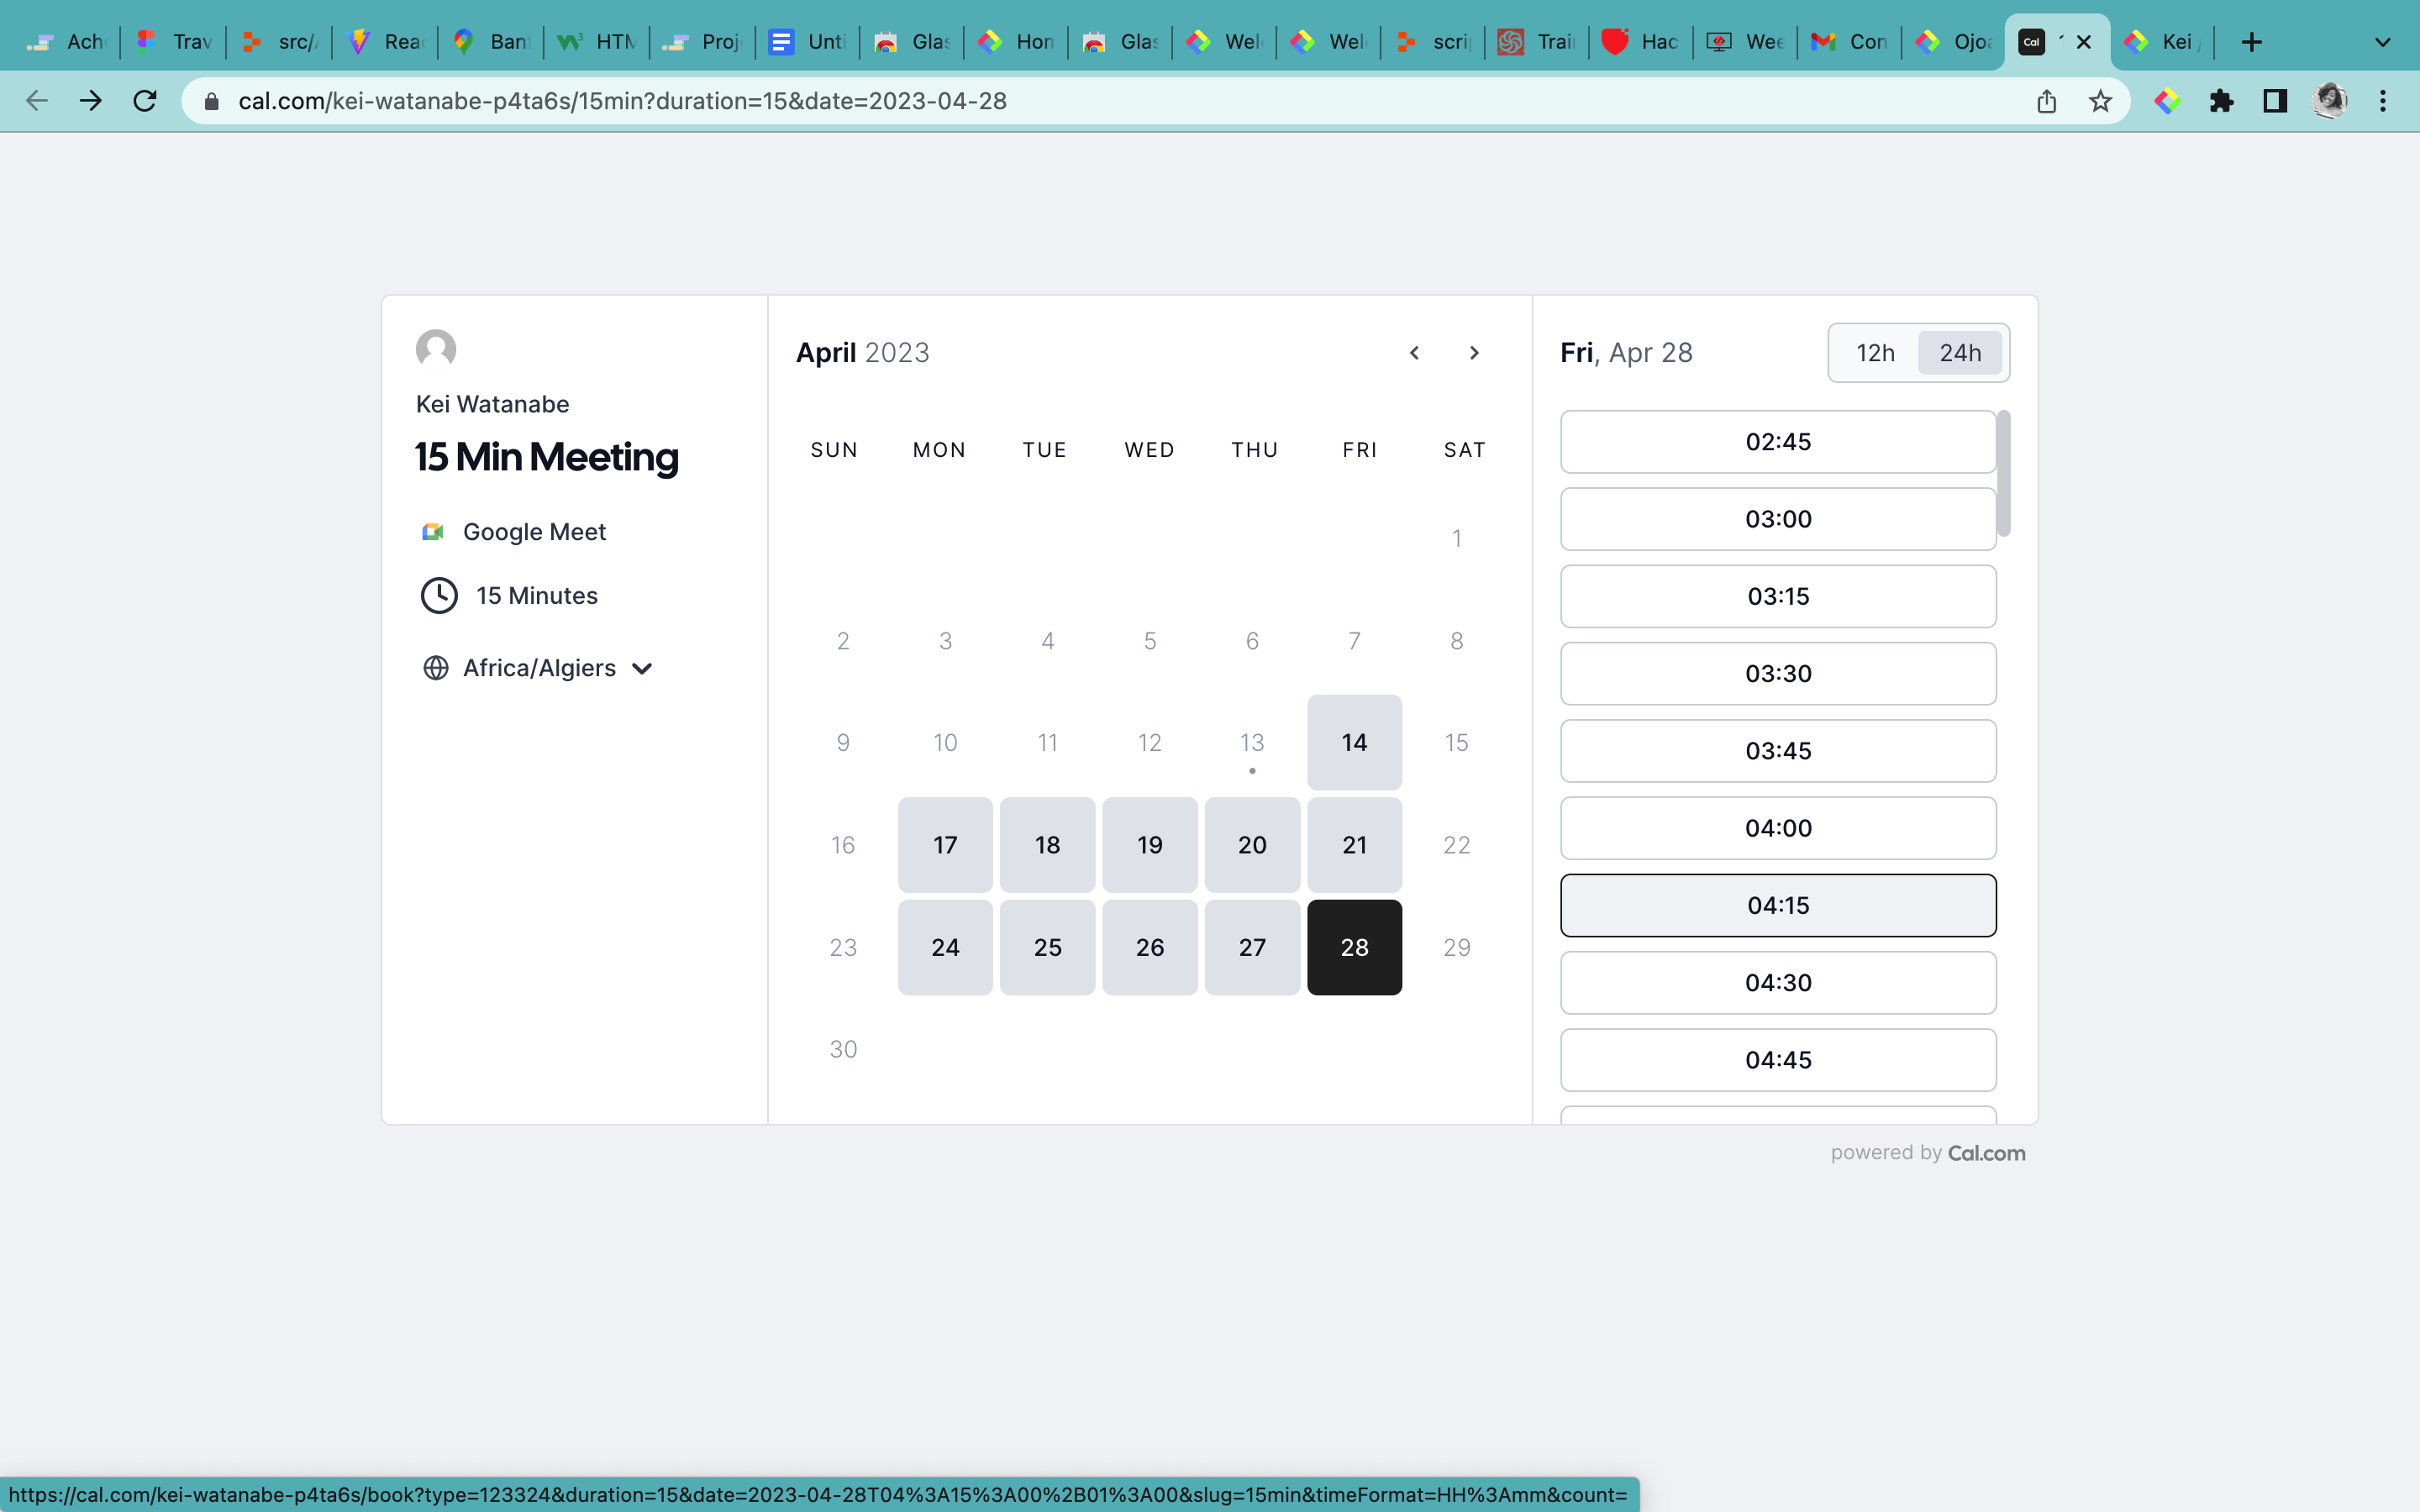 Ach Trav src/ Rea Ban HTM Proj Unti Glas Hom Glas Wel Wel scrip Trai Hac Wee Con Ojoa Cal Kei
cal.com/kei-watanabe-p4ta6s/15min?duration=15&date=2023-04-28
Kei Watanabe
15 Min Meeting
Google Meet
15 Minutes
Africa/Algiers
April 2023
SUN MON TUE WED THU FRI SAT
1
2 3 4 5 6 7 8
9 10 11 12 13 14 15
16 17 18 19 20 21 22
23 24 25 26 27 28 29
30
Fri, Apr 28
12h 24h
02:45
03:00
03:15
03:30
03:45
04:00
04:15
04:30
04:45
powered by Cal.com
https://cal.com/kei-watanabe-p4ta6s/book?type=123324&duration=15&date=2023-04-28T04%3A15%3A00%2B01%3A00&slug=15min&timeFormat=HH%3Amm&count=